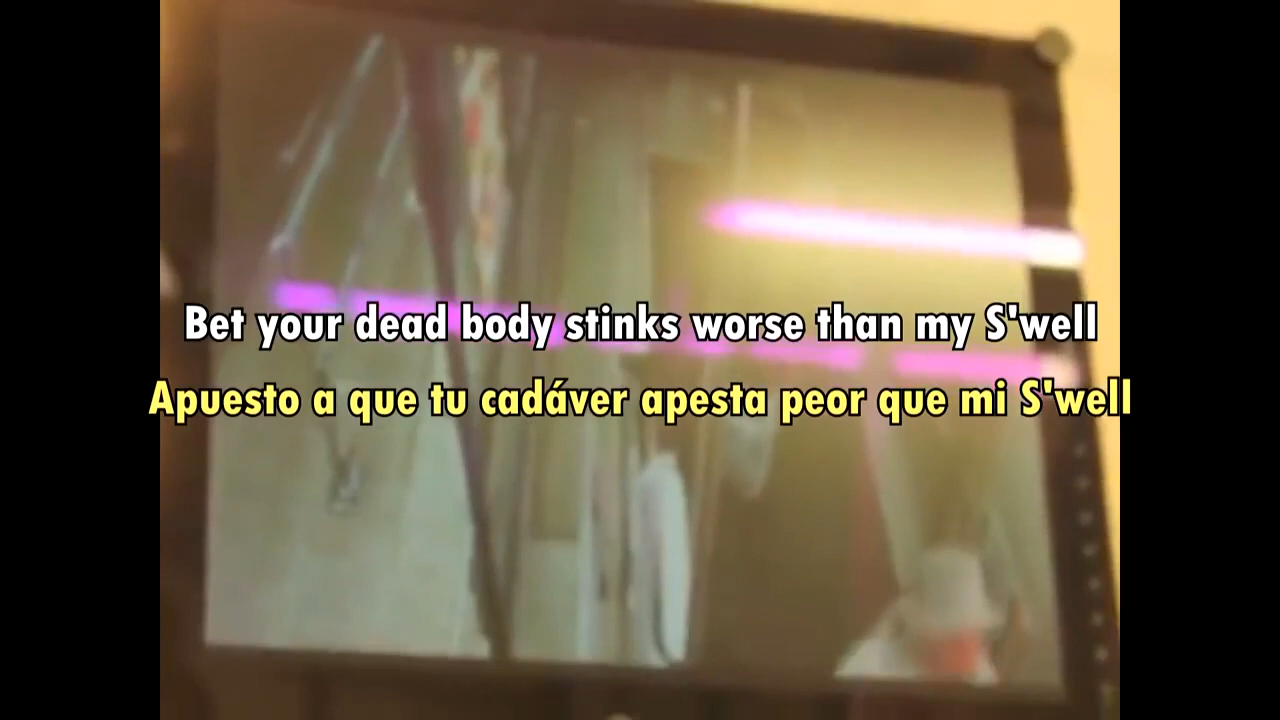 Bet your dead body stinks worse than my S'well
Apuesto a que tu cadáver apesta peor que mi S'well